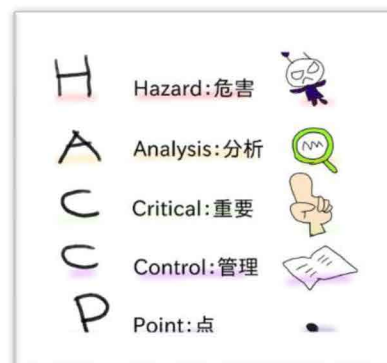 H Hazard:危害
A Analysis:分析
C Critical:重要
C Control:管理
P Point:点